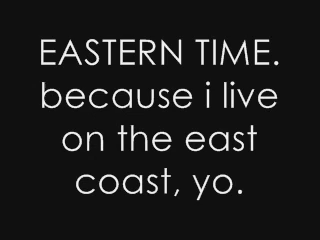 EASTERN TIME.
because i live
on the east
coast, yo.